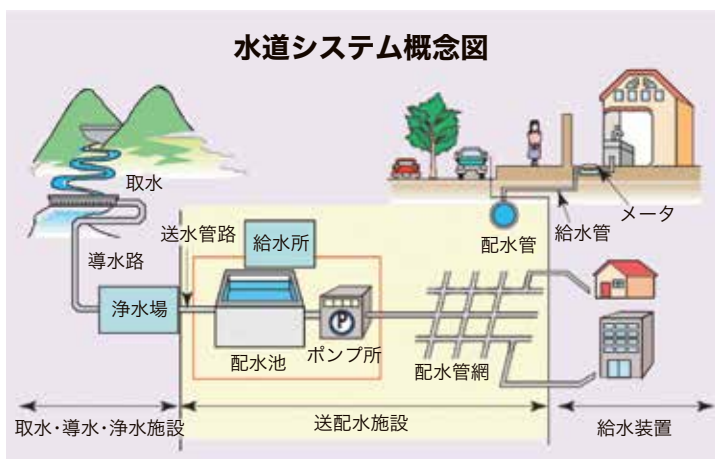 水道システム概念図
取水
導水路
浄水場
送水管路
給水所
配水池
P
ポンプ所
配水管網
配水管
給水管
メータ
取水・導水・浄水施設
送配水施設
給水装置